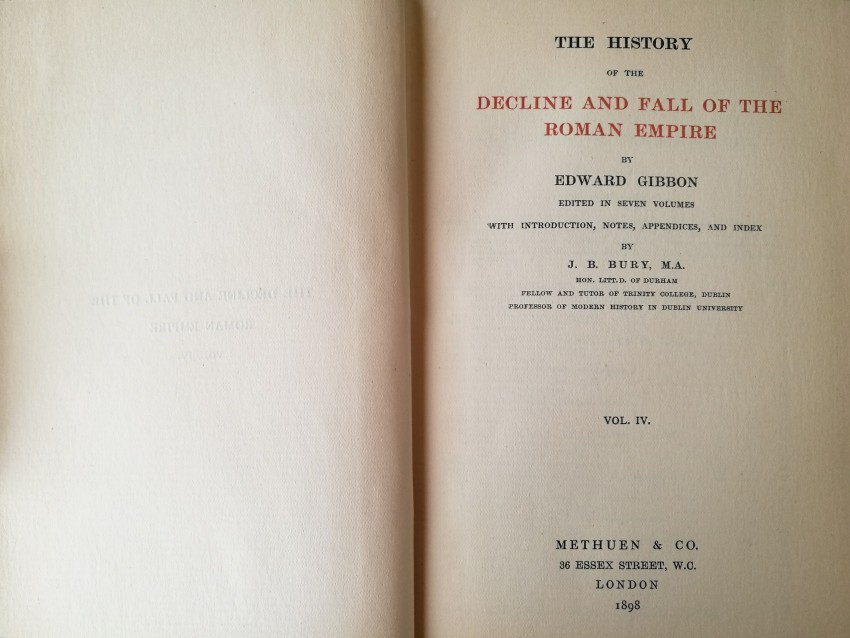 THE HISTORY
OF THE
DECLINE AND FALL OF THE
ROMAN EMPIRE
BY
EDWARD GIBBON
EDITED IN SEVEN VOLUMES
WITH INTRODUCTION, NOTES, APPENDICES, AND INDEX
BY
J. B. BURY, M.A.
HON. LITT. D. OF DURHAM
FELLOW AND TUTOR OF TRINITY COLLEGE, DUBLIN
PROFESSOR OF MODERN HISTORY IN DUBLIN UNIVERSITY
VOL. IV.
METHUEN & CO.
36 ESSEX STREET, W.C.
LONDON
1898